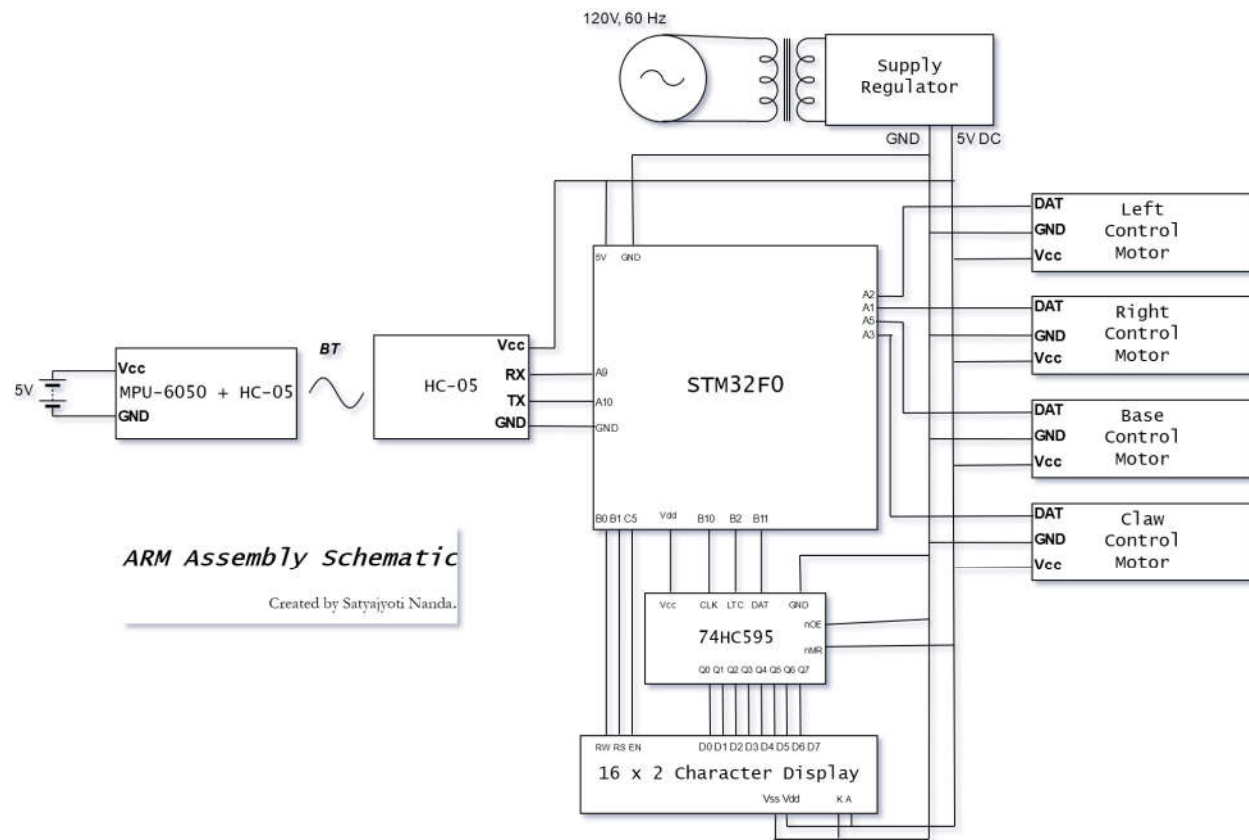 120V, 60 Hz
Supply
Regulator
GND
5V DC
DAT
GND
Vcc
Left
Control
Motor
5V
GND
A2
A1
A5
A3
DAT
GND
Vcc
Right
Control
Motor
STM32F0
5V
Vcc
GND
MPU-6050 + HC-05
BT
HC-05
Vcc
RX
TX
GND
A9
A10
GND
DAT
GND
Vcc
Base
Control
Motor
B0 B1 C5
Vdd
B10
B2
B11
DAT
GND
Vcc
Claw
Control
Motor
ARM Assembly Schematic
Created by Satyajyoti Nanda.
Vcc
CLK
LTC
DAT
GND
nOE
74HC595
nMR
Q0 Q1 Q2 Q3 Q4 Q5 Q6 Q7
RW RS EN
D0 D1 D2 D3 D4 D5 D6 D7
16 x 2 Character Display
Vss Vdd
K A